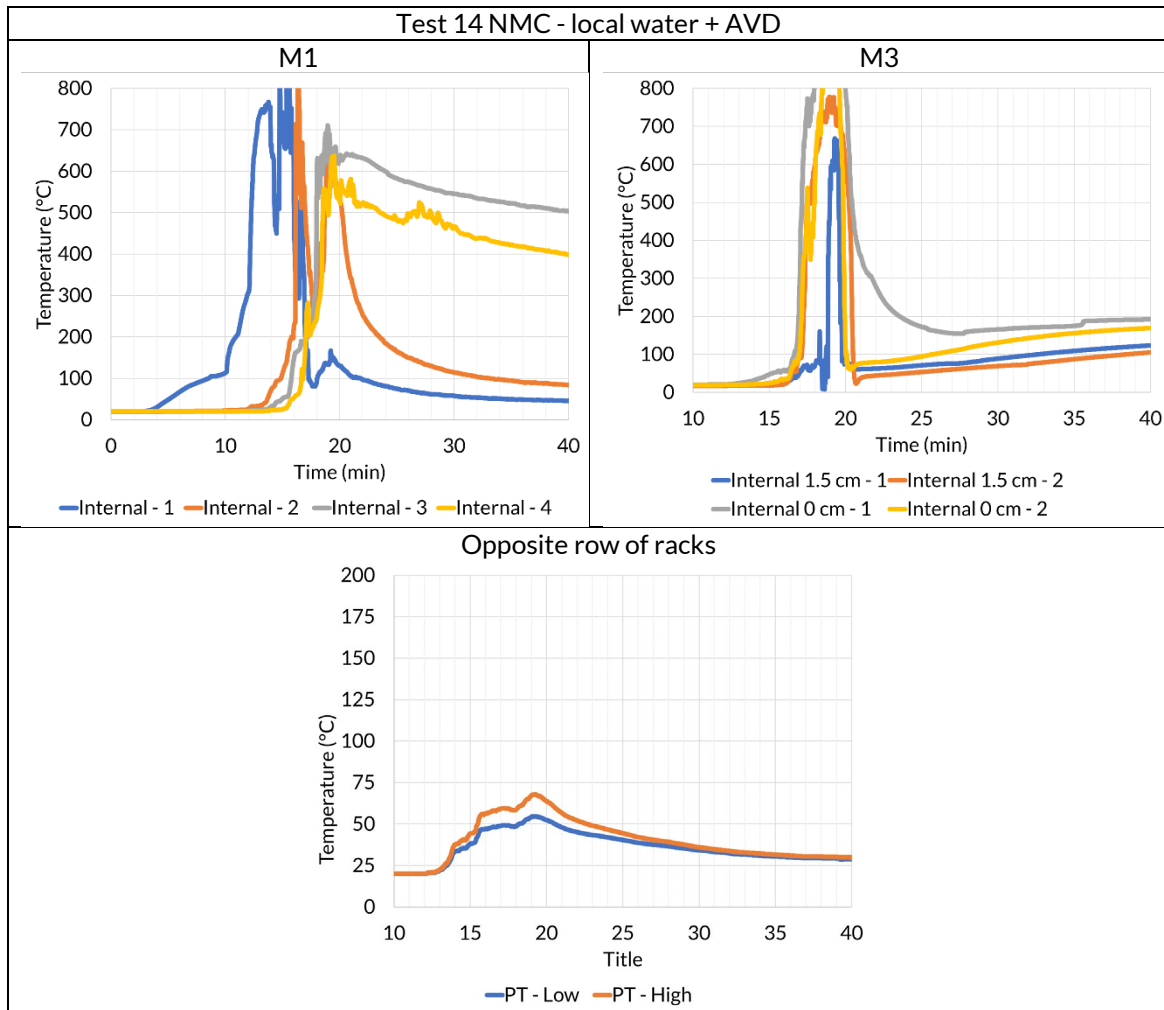 Test 14 NMC - local water + AVD
M1
800
700
600
500
400
300
200
100
0
Temperature (°C)
0 10 20 30 40
Time (min)
Internal - 1 Internal - 2 Internal - 3 Internal - 4
M3
800
700
600
500
400
300
200
100
0
Temperature (°C)
10 15 20 25 30 35 40
Time (min)
Internal 1.5 cm - 1 Internal 1.5 cm - 2
Internal 0 cm - 1 Internal 0 cm - 2
Opposite row of racks
200
175
150
125
100
75
50
25
0
Temperature (°C)
10 15 20 25 30 35 40
Title
PT - Low PT - High